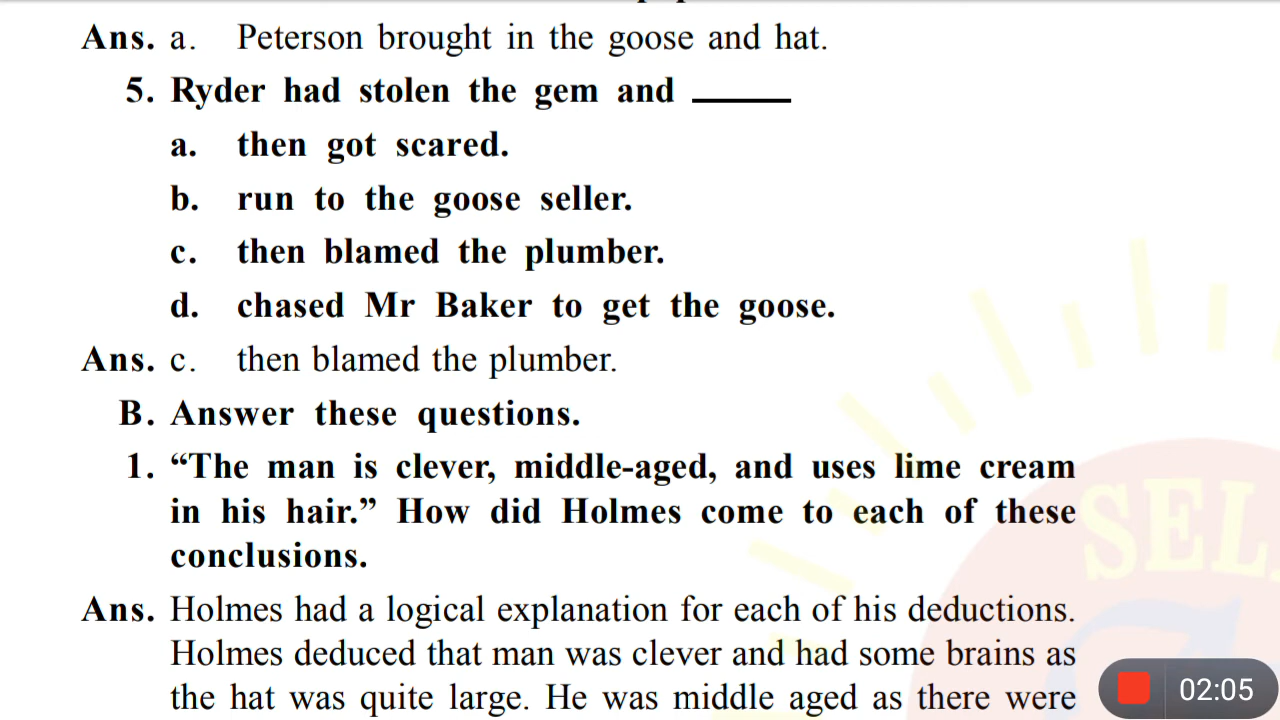 Ans. a. Peterson brought in the goose and hat.
5. Ryder had stolen the gem and _____
a. then got scared.
b. run to the goose seller.
c. then blamed the plumber.
d. chased Mr Baker to get the goose.
Ans. c. then blamed the plumber.
B. Answer these questions.
1. “The man is clever, middle-aged, and uses lime cream
in his hair.” How did Holmes come to each of these
conclusions.
Ans. Holmes had a logical explanation for each of his deductions.
Holmes deduced that man was clever and had some brains as
the hat was quite large. He was middle aged as there were
SEL
02:05